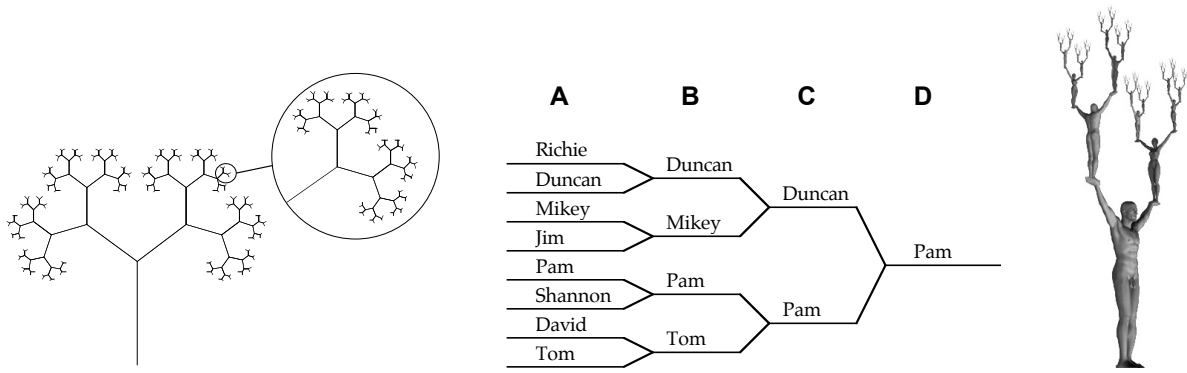 A B C D
Richie
Duncan
Duncan
Duncan
Mikey
Mikey
Jim
Pam
Pam
Pam
Shannon
Pam
David
Tom
Tom